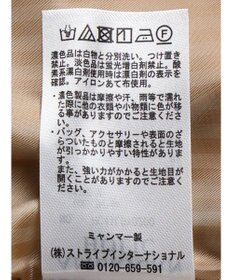 濃色品は白物と分別洗い。つけ置き
禁止。淡色品は蛍光増白剤禁止。酸
素系漂白剤使用時は漂白剤の表示を
確認。アイロンあて布使用。
・濃色製品は摩擦や汗、雨等で濡れ
た際に他の衣類や小物類に色が移
る事がありますのでご注意下さい。
・バッグ、アクセサリーや表面のざ
らついたものと摩擦されると生地
が引っかかりやすい特性がありま
す。
また、強い力がかかると生地目が
開くことがありますのでご注意下
さい。
ミャンマー製
(株)ストライプインターナショナル
☎ 0120-659-591